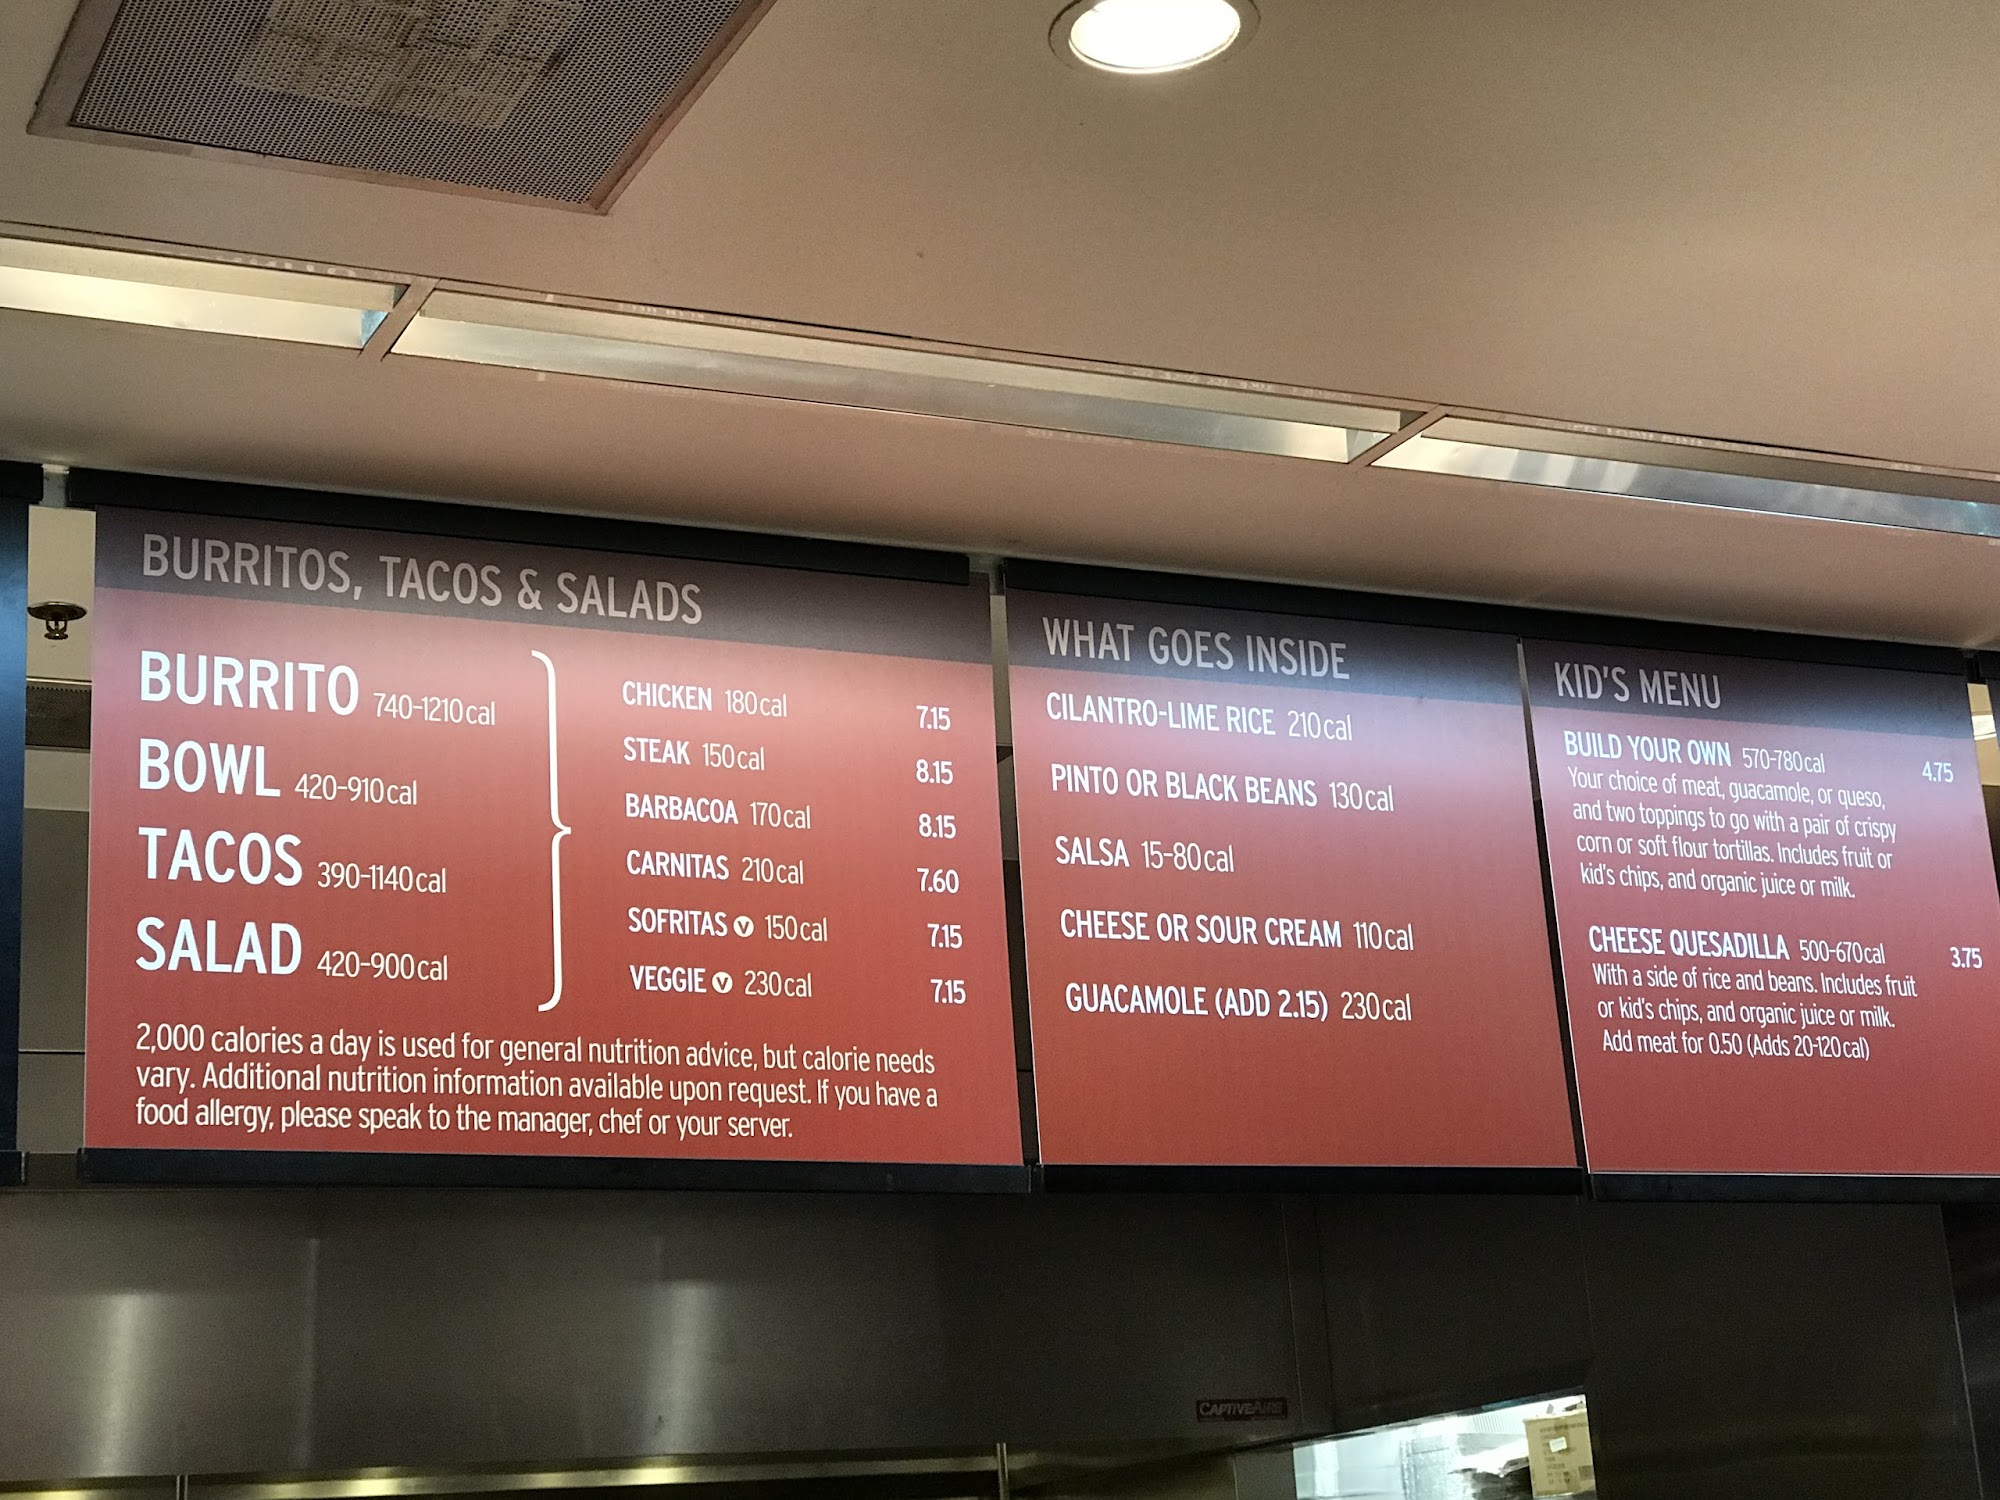 BURRITOS, TACOS & SALADS
BURRITO 740-1210cal
BOWL 420-910cal
TACOS 390-1140cal
SALAD 420-900cal
CHICKEN 180cal 7.15
STEAK 150cal 8.15
BARBACOA 170cal 8.15
CARNITAS 210cal 7.60
SOFRITAS V 150cal 7.15
VEGGIE V 230cal 7.15
2,000 calories a day is used for general nutrition advice, but calorie needs
vary. Additional nutrition information available upon request. If you have a
food allergy, please speak to the manager, chef or your server.
WHAT GOES INSIDE
CILANTRO-LIME RICE 210cal
PINTO OR BLACK BEANS 130cal
SALSA 15-80cal
CHEESE OR SOUR CREAM 110cal
GUACAMOLE (ADD 2.15) 230cal
KID'S MENU
BUILD YOUR OWN 570-780cal 4.75
Your choice of meat, guacamole, or queso,
and two toppings to go with a pair of crispy
corn or soft flour tortillas. Includes fruit or
kid's chips, and organic juice or milk.
CHEESE QUESADILLA 500-670cal 3.75
With a side of rice and beans. Includes fruit
or kid's chips, and organic juice or milk.
Add meat for 0.50 (Adds 20-120cal)
CAPTIVEAIRE